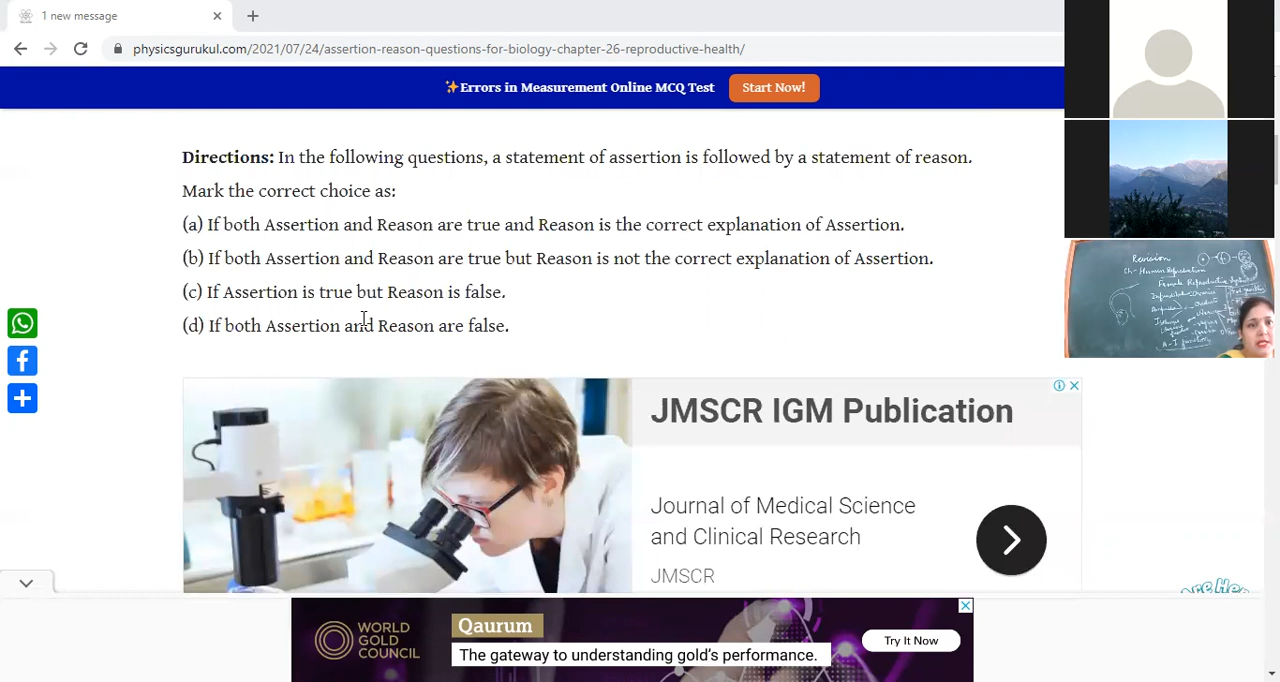 1 new message
physicsgurukul.com/2021/07/24/assertion-reason-questions-for-biology-chapter-26-reproductive-health/
✨Errors in Measurement Online MCQ Test
Start Now!
Directions: In the following questions, a statement of assertion is followed by a statement of reason.
Mark the correct choice as:
(a) If both Assertion and Reason are true and Reason is the correct explanation of Assertion.
(b) If both Assertion and Reason are true but Reason is not the correct explanation of Assertion.
(c) If Assertion is true but Reason is false.
(d) If both Assertion and Reason are false.
Revision
Ch-Human Reproduction
Female Reproductive System
JMSCR IGM Publication
Journal of Medical Science
and Clinical Research
JMSCR
WORLD
GOLD
COUNCIL
Qaurum
The gateway to understanding gold's performance.
Try It Now